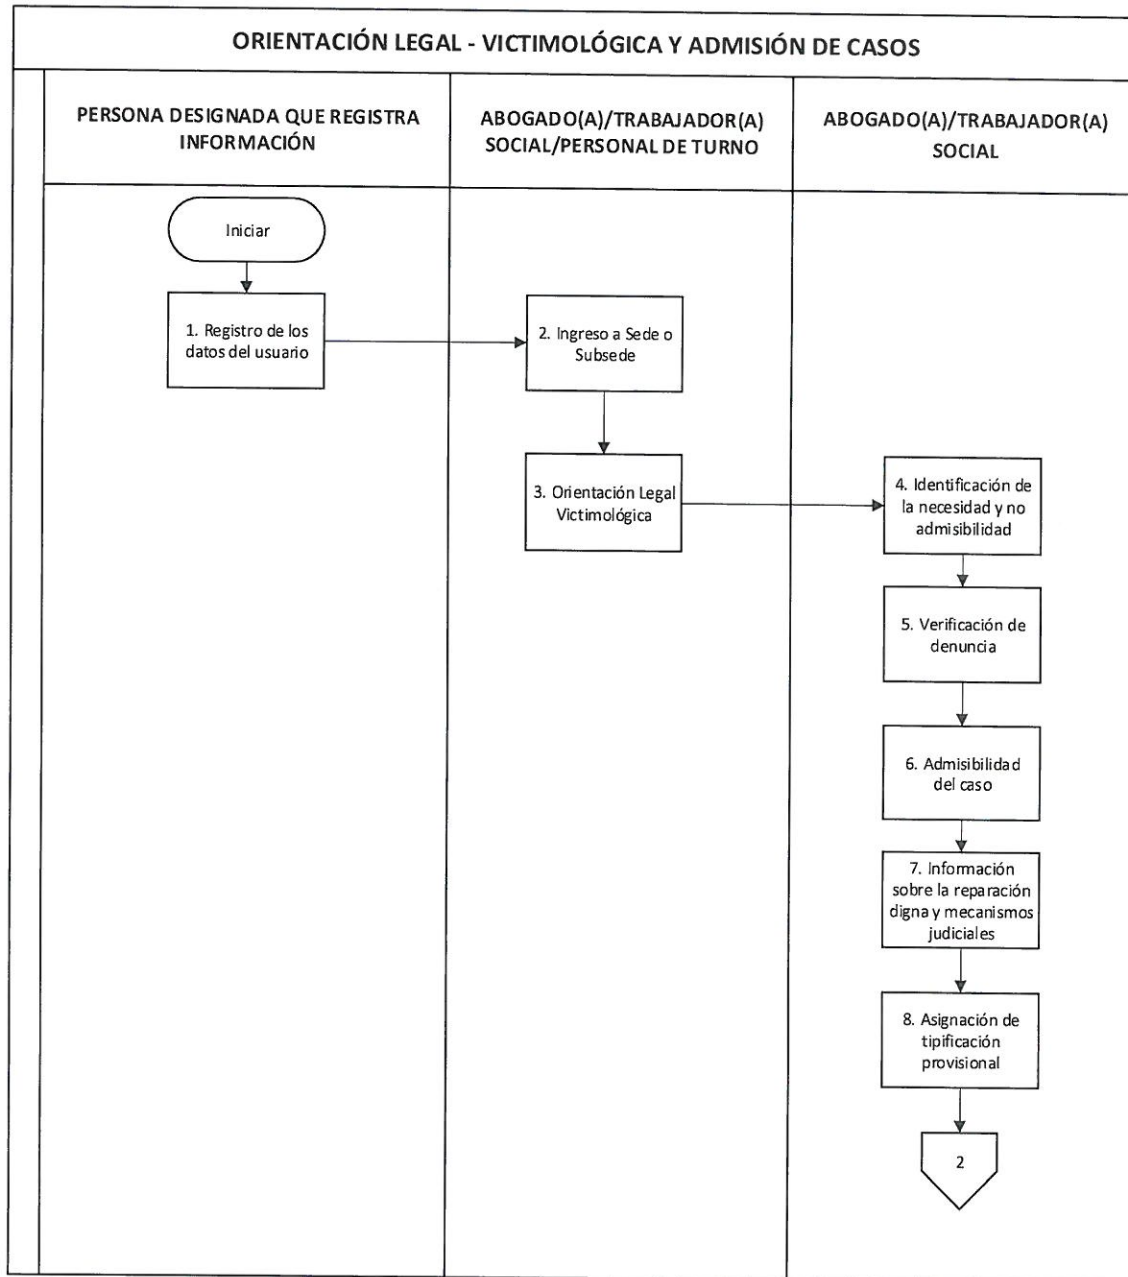 ORIENTACIÓN LEGAL - VICTIMOLÓGICA Y ADMISIÓN DE CASOS
PERSONA DESIGNADA QUE REGISTRA
INFORMACIÓN
ABOGADO(A)/TRABAJADOR(A)
SOCIAL/PERSONAL DE TURNO
ABOGADO(A)/TRABAJADOR(A)
SOCIAL
Iniciar
1. Registro de los
datos del usuario
2. Ingreso a Sede o
Subsede
3. Orientación Legal
Victimológica
4. Identificación de
la necesidad y no
admisibilidad
5. Verificación de
denuncia
6. Admisibilidad
del caso
7. Información
sobre la reparación
digna y mecanismos
judiciales
8. Asignación de
tipificación
provisional
2